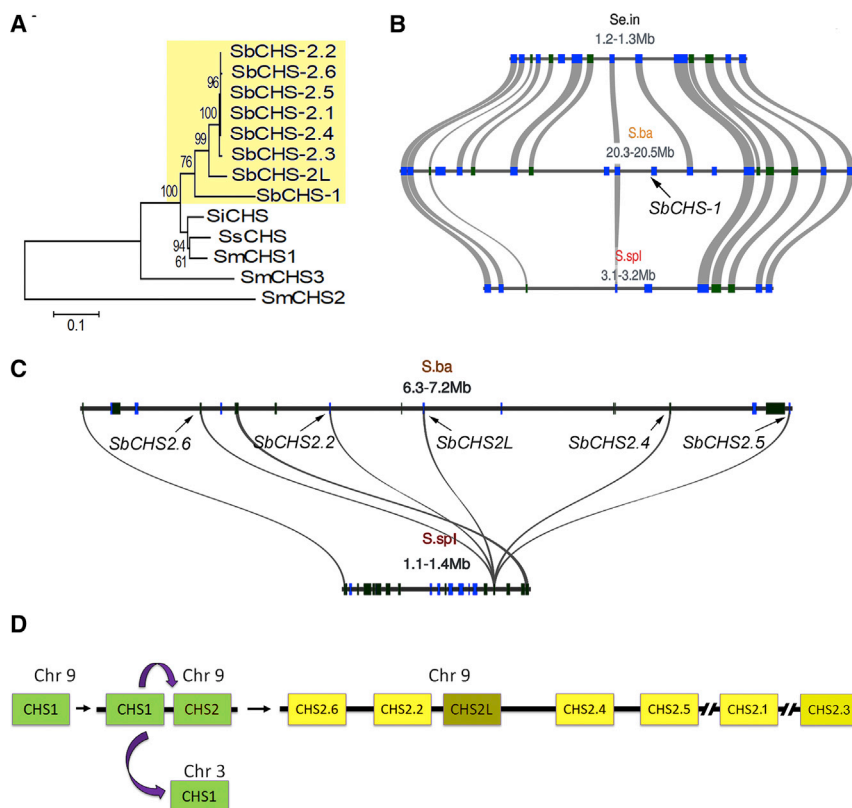 A
SbCHS-2.2
SbCHS-2.6
96
SbCHS-2.5
100
SbCHS-2.1
SbCHS-2.4
99
SbCHS-2.3
76
SbCHS-2L
100
SbCHS-1
SiCHS
SsCHS
94
SmCHS1
61
SmCHS3
SmCHS2
0.1
B
Se.in
1.2-1.3Mb
S.ba
20.3-20.5Mb
SbCHS-1
S.spl
3.1-3.2Mb
C
S.ba
6.3-7.2Mb
SbCHS2.6
SbCHS2.2
SbCHS2L
SbCHS2.4
SbCHS2.5
S.spl
1.1-1.4Mb
D
Chr 9
Chr 9
Chr 9
CHS1
CHS1
CHS2
CHS2.6
CHS2.2
CHS2L
CHS2.4
CHS2.5
CHS2.1
CHS2.3
Chr 3
CHS1